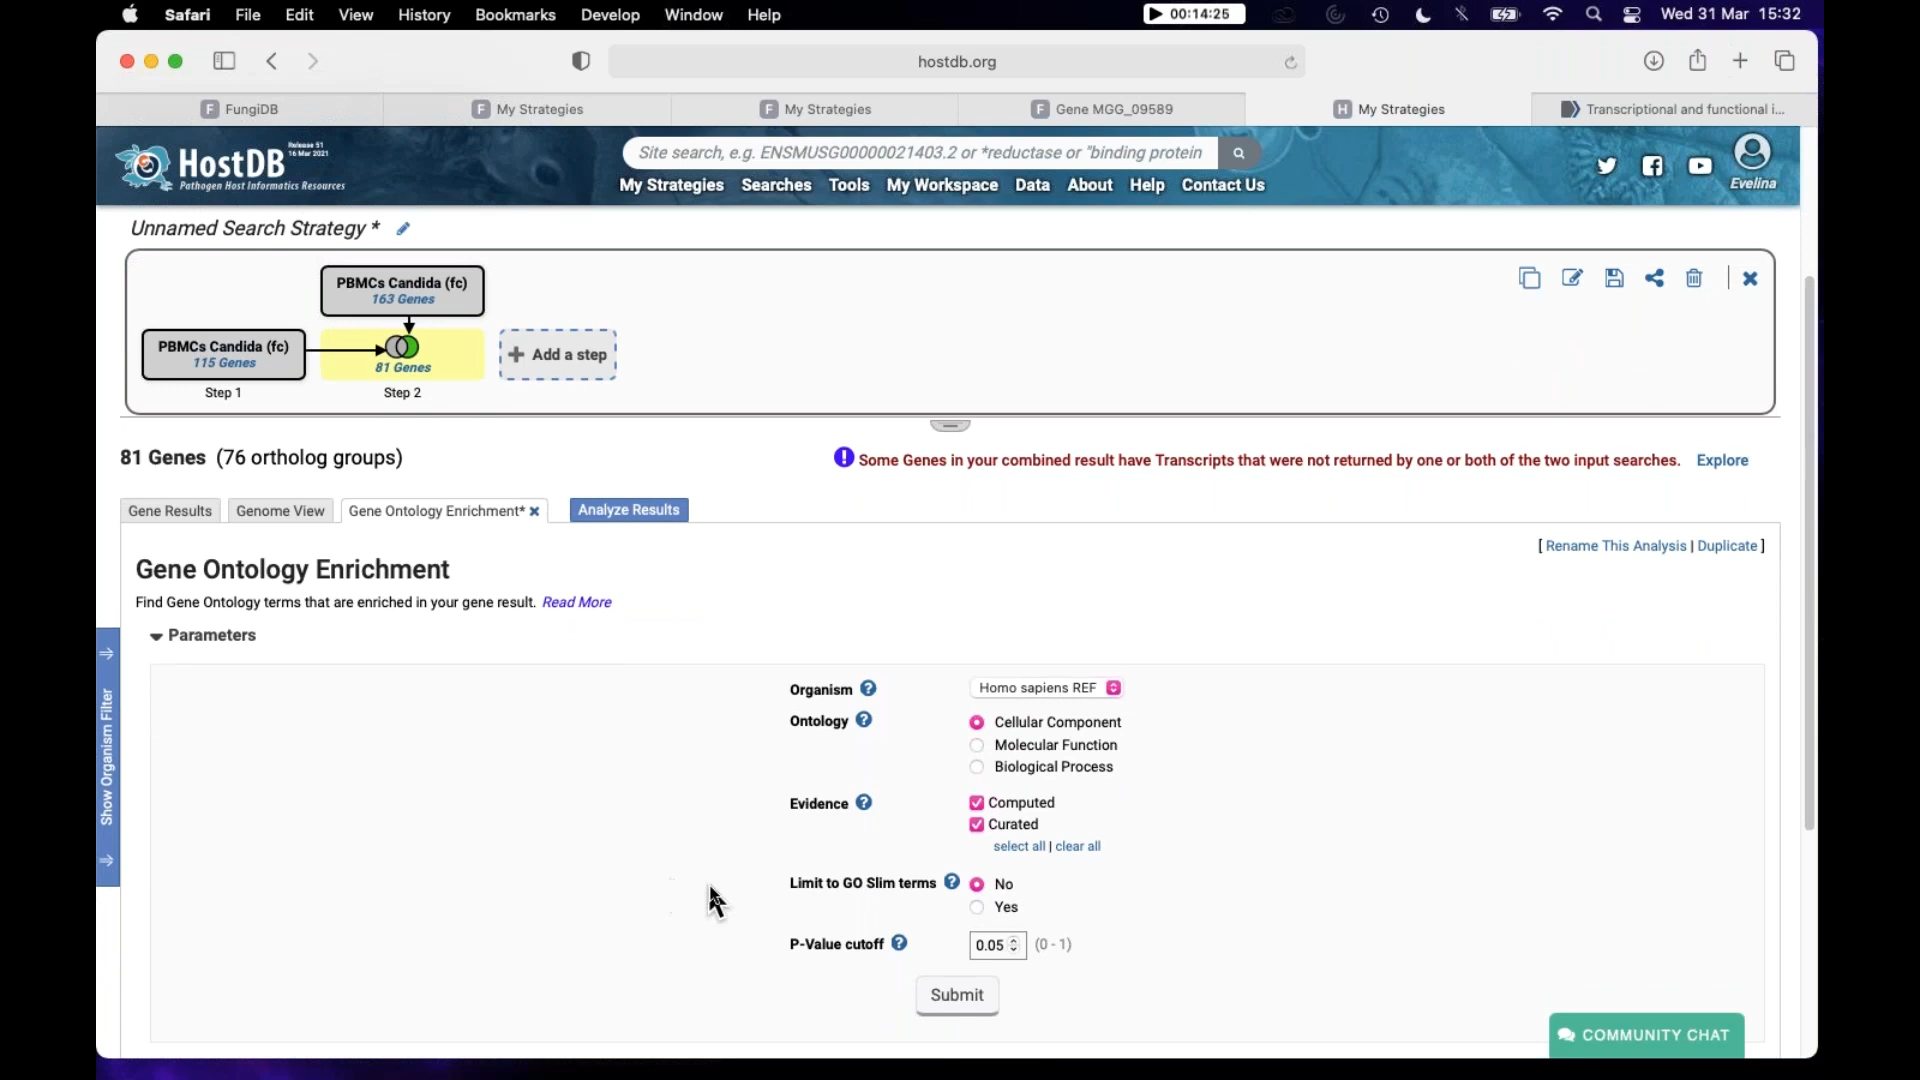 Safari File Edit View History Bookmarks Develop Window Help 00:14:25 Wed 31 Mar 15:32
hostdb.org
F FungiDB F My Strategies F My Strategies F Gene MGG_09589 H My Strategies Transcriptional and functional i...
HostDB Release 51
16 Mar 2021
Pathogen Host Informatics Resources
Site search, e.g. ENSMUSG00000021403.2 or *reductase or "binding protein
My Strategies Searches Tools My Workspace Data About Help Contact Us
Evelina
Unnamed Search Strategy *
PBMCs Candida (fc)
163 Genes
PBMCs Candida (fc)
115 Genes
81 Genes
+ Add a step
Step 1 Step 2
81 Genes (76 ortholog groups)
! Some Genes in your combined result have Transcripts that were not returned by one or both of the two input searches. Explore
Gene Results Genome View Gene Ontology Enrichment* Analyze Results
[ Rename This Analysis | Duplicate ]
Gene Ontology Enrichment
Find Gene Ontology terms that are enriched in your gene result. Read More
Parameters
Show Organism Filter
Organism ? Homo sapiens REF
Ontology ? Cellular Component
Molecular Function
Biological Process
Evidence ? Computed
Curated
select all | clear all
Limit to GO Slim terms ? No
Yes
P-Value cutoff ? 0.05 (0 - 1)
Submit
COMMUNITY CHAT